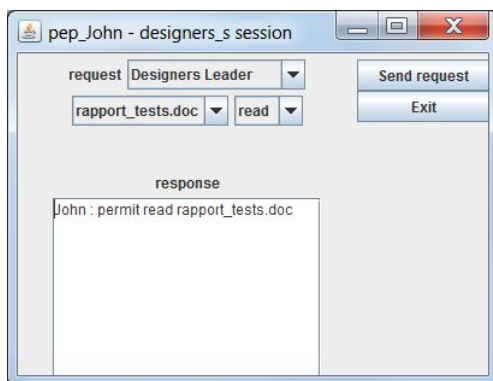 pep_John - designers_s session
request Designers Leader
Send request
rapport_tests.doc read
Exit
response
John : permit read rapport_tests.doc